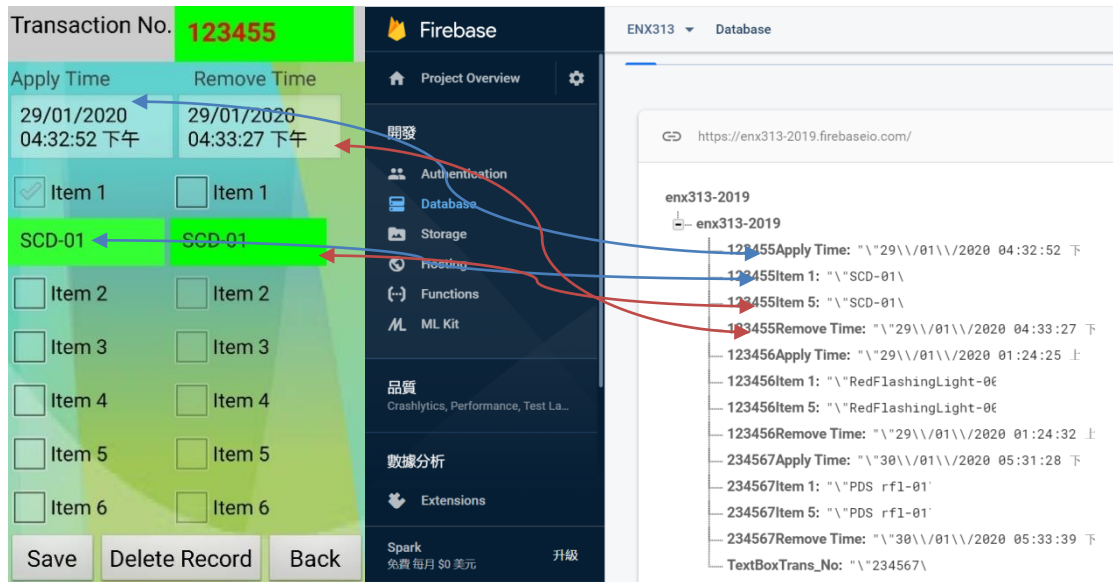 Transaction No. 123455
Apply Time Remove Time
29/01/2020 29/01/2020
04:32:52 下午 04:33:27 下午
Item 1 Item 1
SCD-01 SCD-01
Item 2 Item 2
Item 3 Item 3
Item 4 Item 4
Item 5 Item 5
Item 6 Item 6
Save Delete Record Back
Firebase
Project Overview
開發
Authentication
Database
Storage
Hosting
Functions
ML Kit
品質
Crashlytics, Performance, Test La...
數據分析
Extensions
Spark
免費 每月 $0 美元 升級
ENX313 Database
https://enx313-2019.firebaseio.com/
enx313-2019
enx313-2019
123455Apply Time: "\"29\\/01\\/2020 04:32:52 下
123455Item 1: "\"SCD-01\
123455Item 5: "\"SCD-01\
123455Remove Time: "\"29\\/01\\/2020 04:33:27 下
123456Apply Time: "\"29\\/01\\/2020 01:24:25 上
123456Item 1: "\"RedFlashingLight-00
123456Item 5: "\"RedFlashingLight-00
123456Remove Time: "\"29\\/01\\/2020 01:24:32 上
234567Apply Time: "\"30\\/01\\/2020 05:31:28 下
234567Item 1: "\"PDS rfl-01
234567Item 5: "\"PDS rfl-01
234567Remove Time: "\"30\\/01\\/2020 05:33:39 下
TextBoxTrans_No: "\"234567\